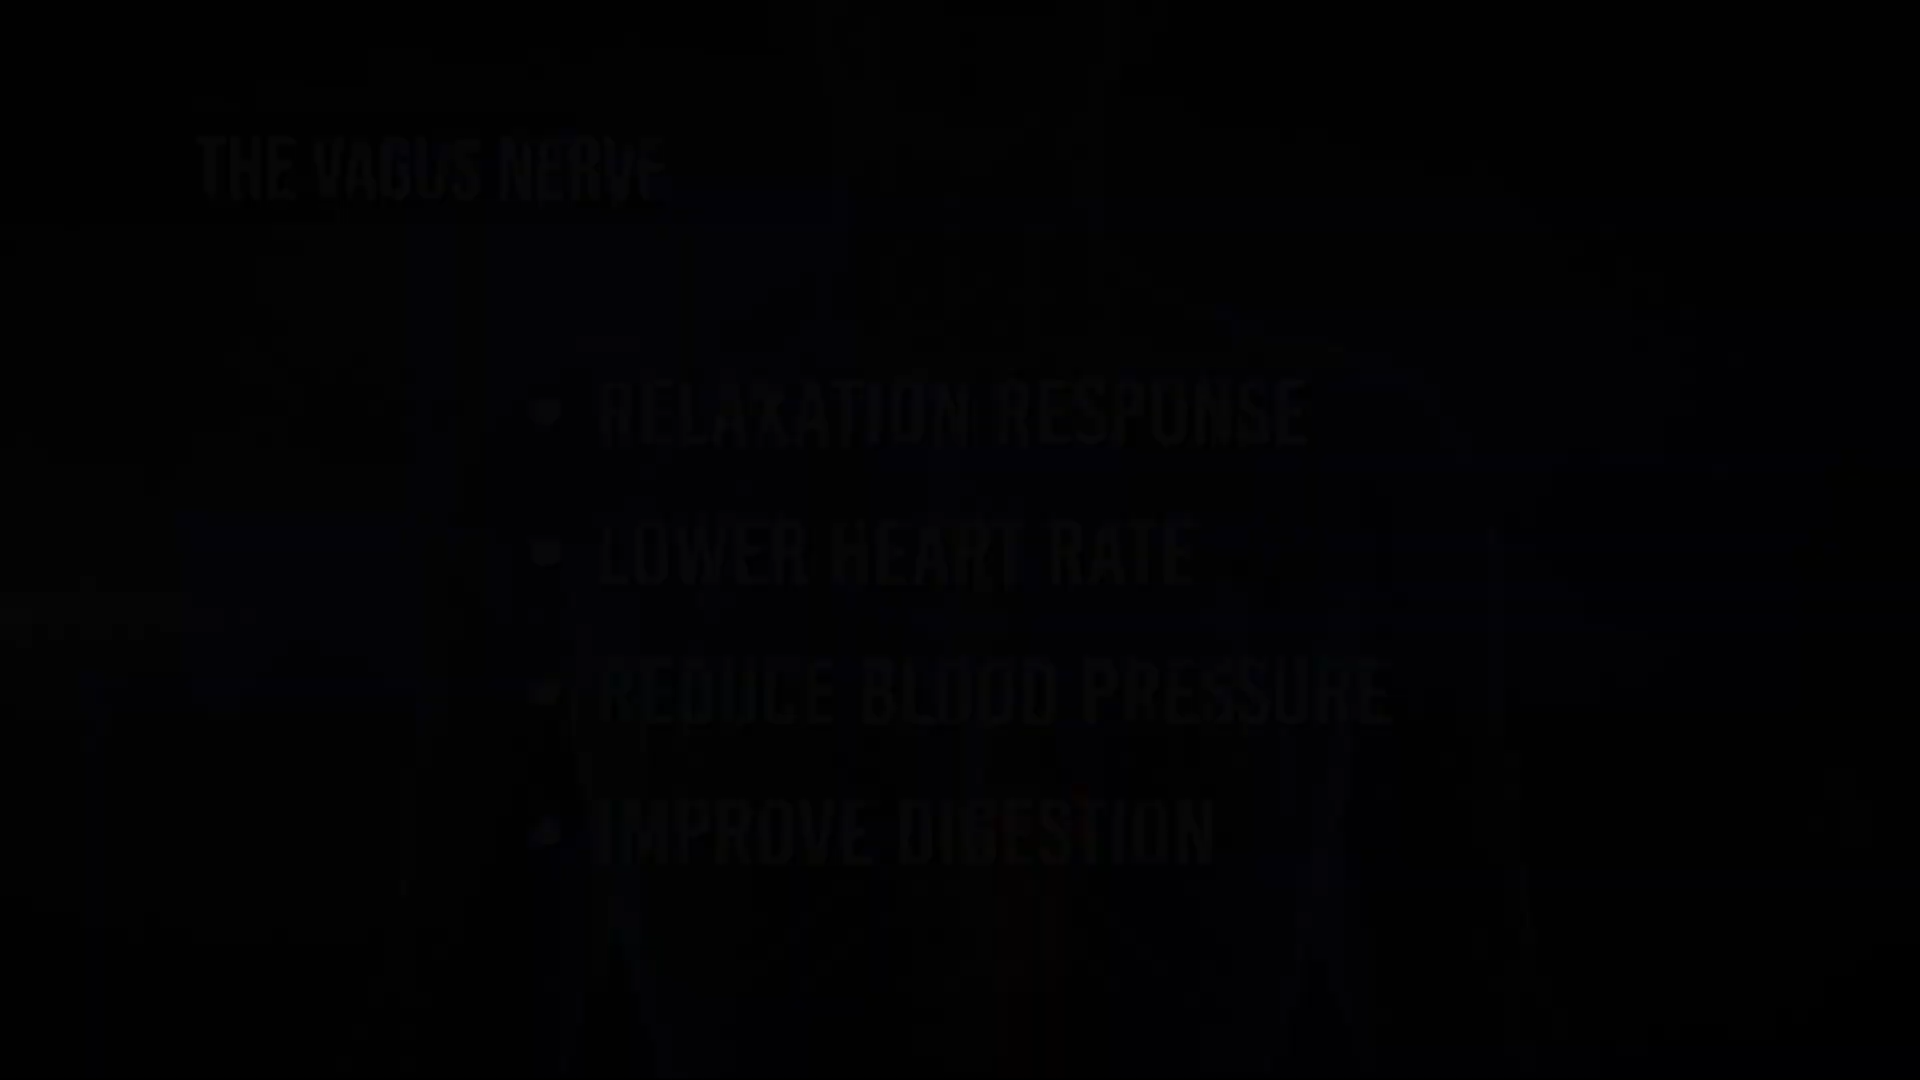 THE VAGUS NERVE
• RELAXATION RESPONSE
• LOWER HEART RATE
• REDUCE BLOOD PRESSURE
• IMPROVE DIGESTION